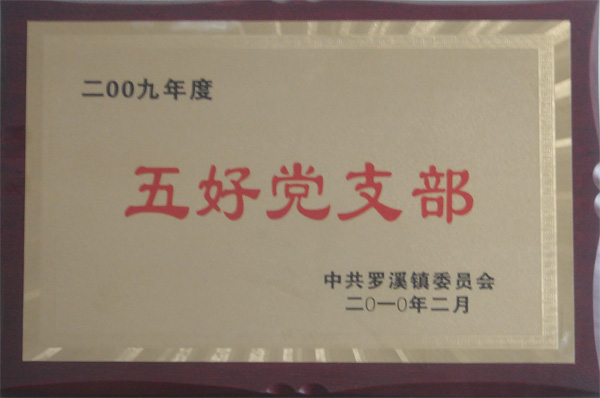 二00九年度
五好党支部
中共罗溪镇委员会
二0一0年二月